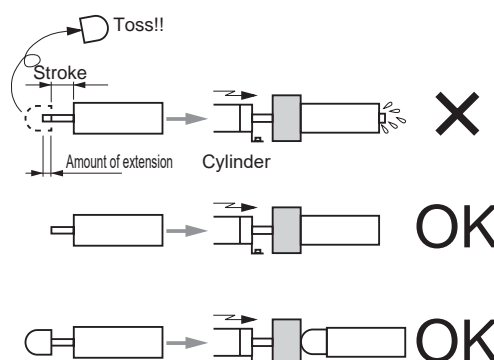 Toss!!
Stroke
Amount of extension
Cylinder
OK
OK